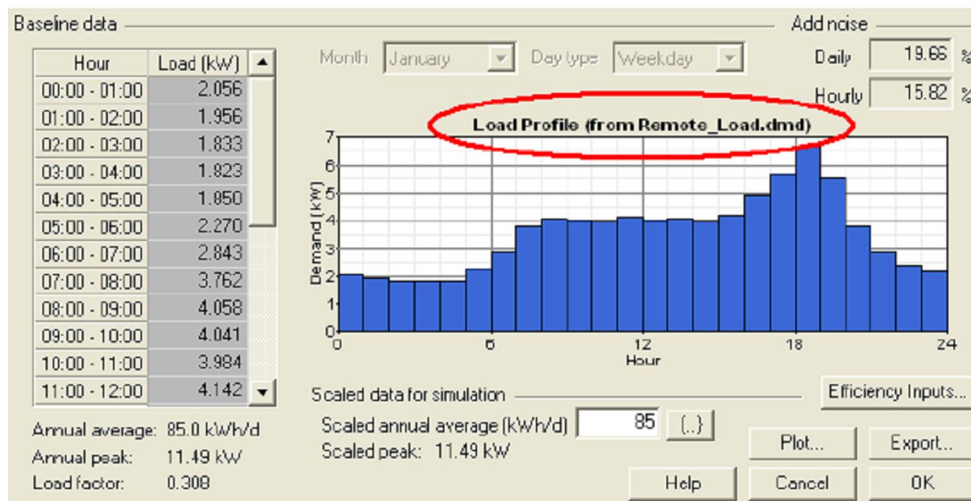 Baseline data
Add noise
Hour Load (kW)
00:00 - 01:00 2.056
01:00 - 02:00 1.956
02:00 - 03:00 1.833
03:00 - 04:00 1.823
04:00 - 05:00 1.850
05:00 - 06:00 2.270
06:00 - 07:00 2.843
07:00 - 08:00 3.762
08:00 - 09:00 4.058
09:00 - 10:00 4.041
10:00 - 11:00 3.984
11:00 - 12:00 4.142
Annual average: 85.0 kWh/d
Annual peak: 11.49 kW
Load factor: 0.308
Month January Day type Weekday
Daily 19.66 %
Hourly 15.82 %
Load Profile (from Remote_Load.dmd)
Demand (kW)
7
6
5
4
3
2
1
0
0 6 12 18 24
Hour
Scaled data for simulation
Scaled annual average (kWh/d) 85 {..}
Scaled peak: 11.49 kW
Efficiency Inputs...
Plot... Export...
Help Cancel OK